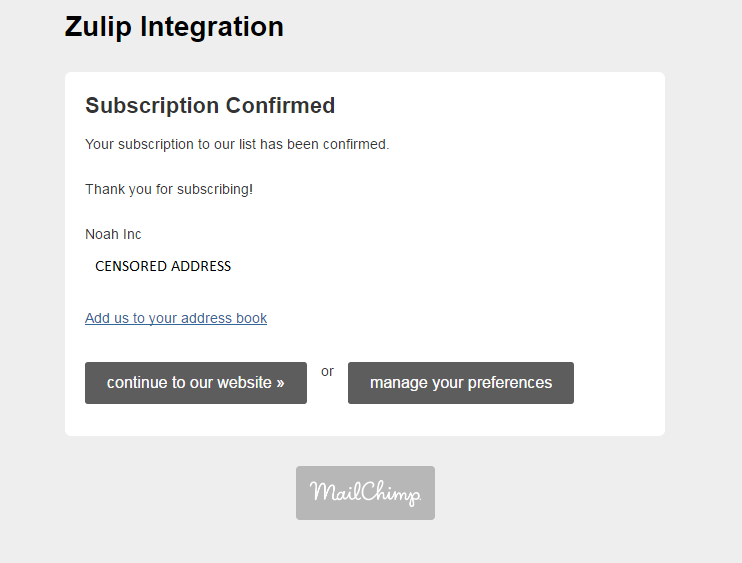 Zulip Integration
Subscription Confirmed
Your subscription to our list has been confirmed.
Thank you for subscribing!
Noah Inc
CENSORED ADDRESS
Add us to your address book
continue to our website »
or
manage your preferences
MailChimp